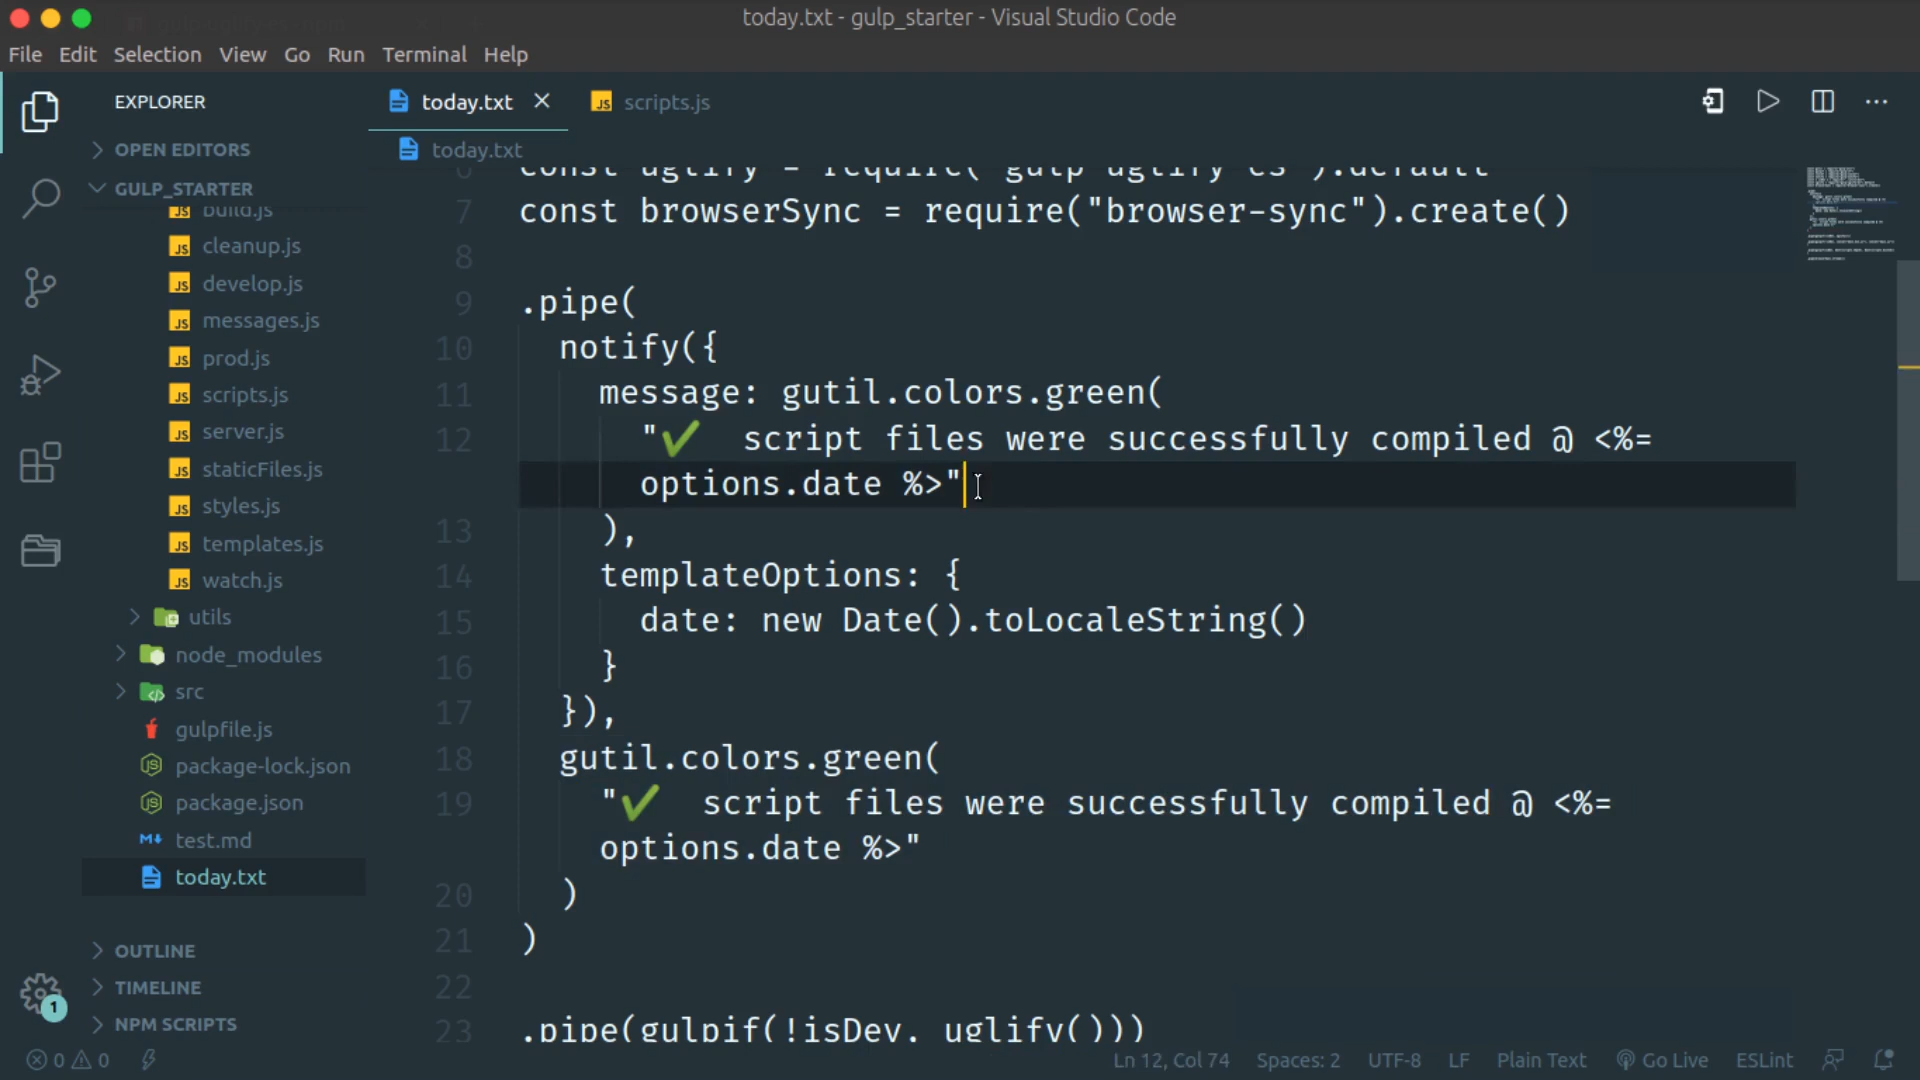 today.txt - gulp_starter - Visual Studio Code
File Edit Selection View Go Run Terminal Help
EXPLORER
OPEN EDITORS
GULP_STARTER
build.js
cleanup.js
develop.js
messages.js
prod.js
scripts.js
server.js
staticFiles.js
styles.js
templates.js
watch.js
utils
node_modules
src
gulpfile.js
package-lock.json
package.json
test.md
today.txt
OUTLINE
TIMELINE
NPM SCRIPTS
today.txt scripts.js
today.txt
6 const uglify = require("gulp-uglify-es").default
7 const browserSync = require("browser-sync").create()
8
9 .pipe(
10 notify({
11 message: gutil.colors.green(
12 "✔ script files were successfully compiled @ <%=
options.date %>"
13 ),
14 templateOptions: {
15 date: new Date().toLocaleString()
16 }
17 }),
18 gutil.colors.green(
19 "✔ script files were successfully compiled @ <%=
options.date %>"
20 )
21 )
22
23 .pipe(gulpif(!isDev, uglify()))
1
0 0 Ln 12, Col 74 Spaces: 2 UTF-8 LF Plain Text Go Live ESLint